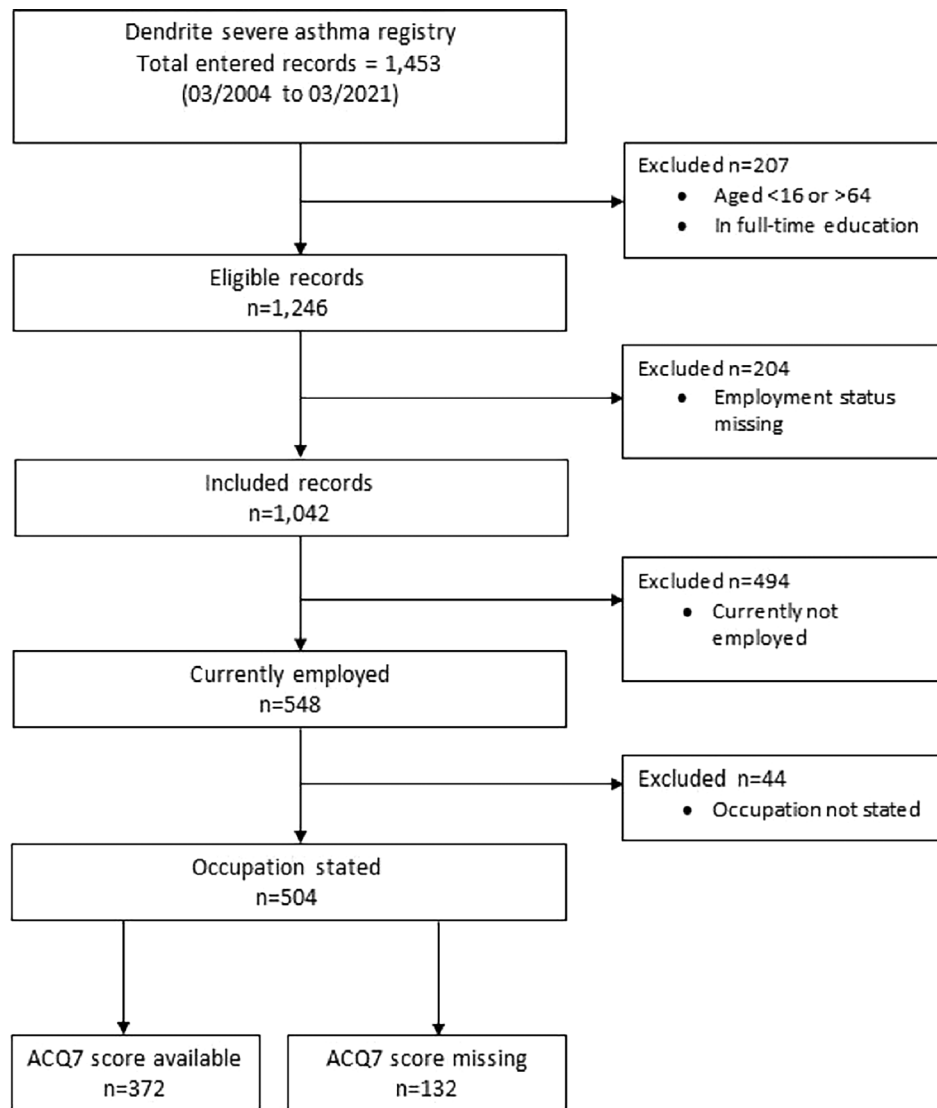 Dendrite severe asthma registry
Total entered records = 1,453
(03/2004 to 03/2021)
Excluded n=207
• Aged <16 or >64
• In full-time education
Eligible records
n=1,246
Excluded n=204
• Employment status
missing
Included records
n=1,042
Excluded n=494
• Currently not
employed
Currently employed
n=548
Excluded n=44
• Occupation not stated
Occupation stated
n=504
ACQ7 score available
n=372
ACQ7 score missing
n=132